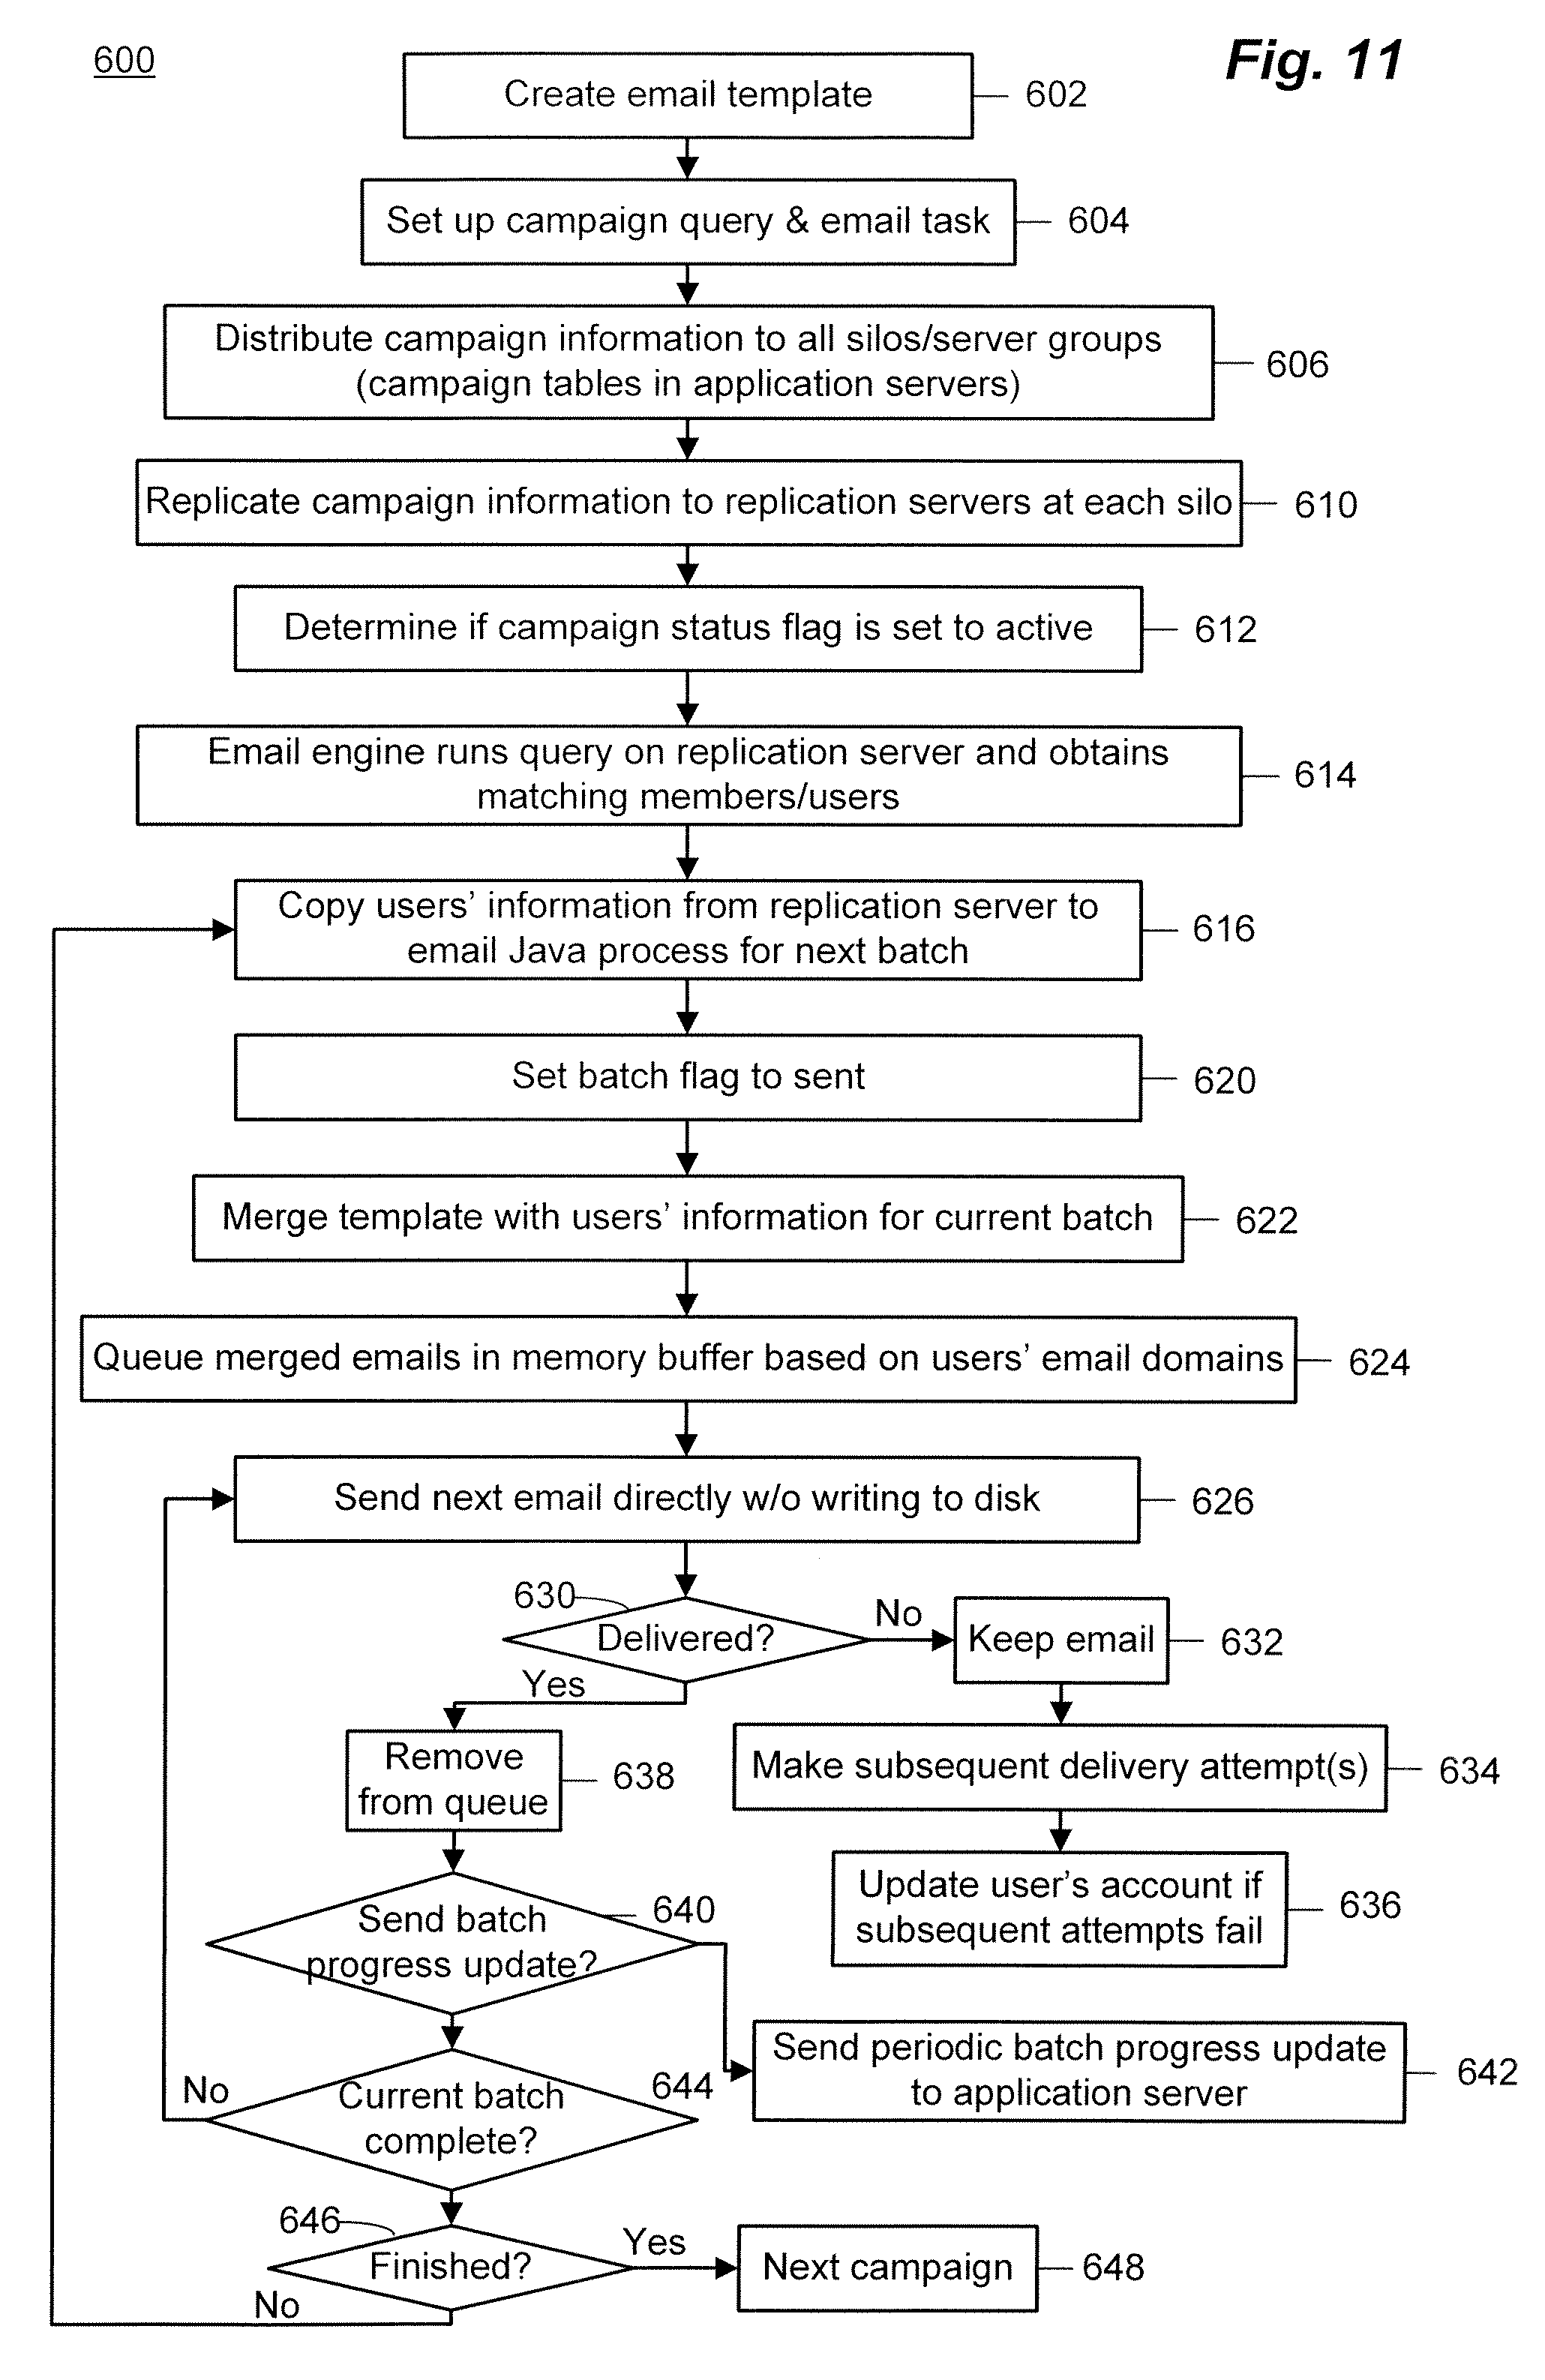 600
Fig. 11
Create email template
602
Set up campaign query & email task
604
Distribute campaign information to all silos/server groups
(campaign tables in application servers)
606
Replicate campaign information to replication servers at each silo
610
Determine if campaign status flag is set to active
612
Email engine runs query on replication server and obtains
matching members/users
614
Copy users’ information from replication server to
email Java process for next batch
616
Set batch flag to sent
620
Merge template with users’ information for current batch
622
Queue merged emails in memory buffer based on users’ email domains
624
Send next email directly w/o writing to disk
626
630
Delivered?
No
Keep email
632
Yes
Remove
from queue
638
Make subsequent delivery attempt(s)
634
Update user’s account if
subsequent attempts fail
636
Send batch
progress update?
640
Send periodic batch progress update
to application server
642
Current batch
complete?
644
No
646
Finished?
Yes
Next campaign
648
No